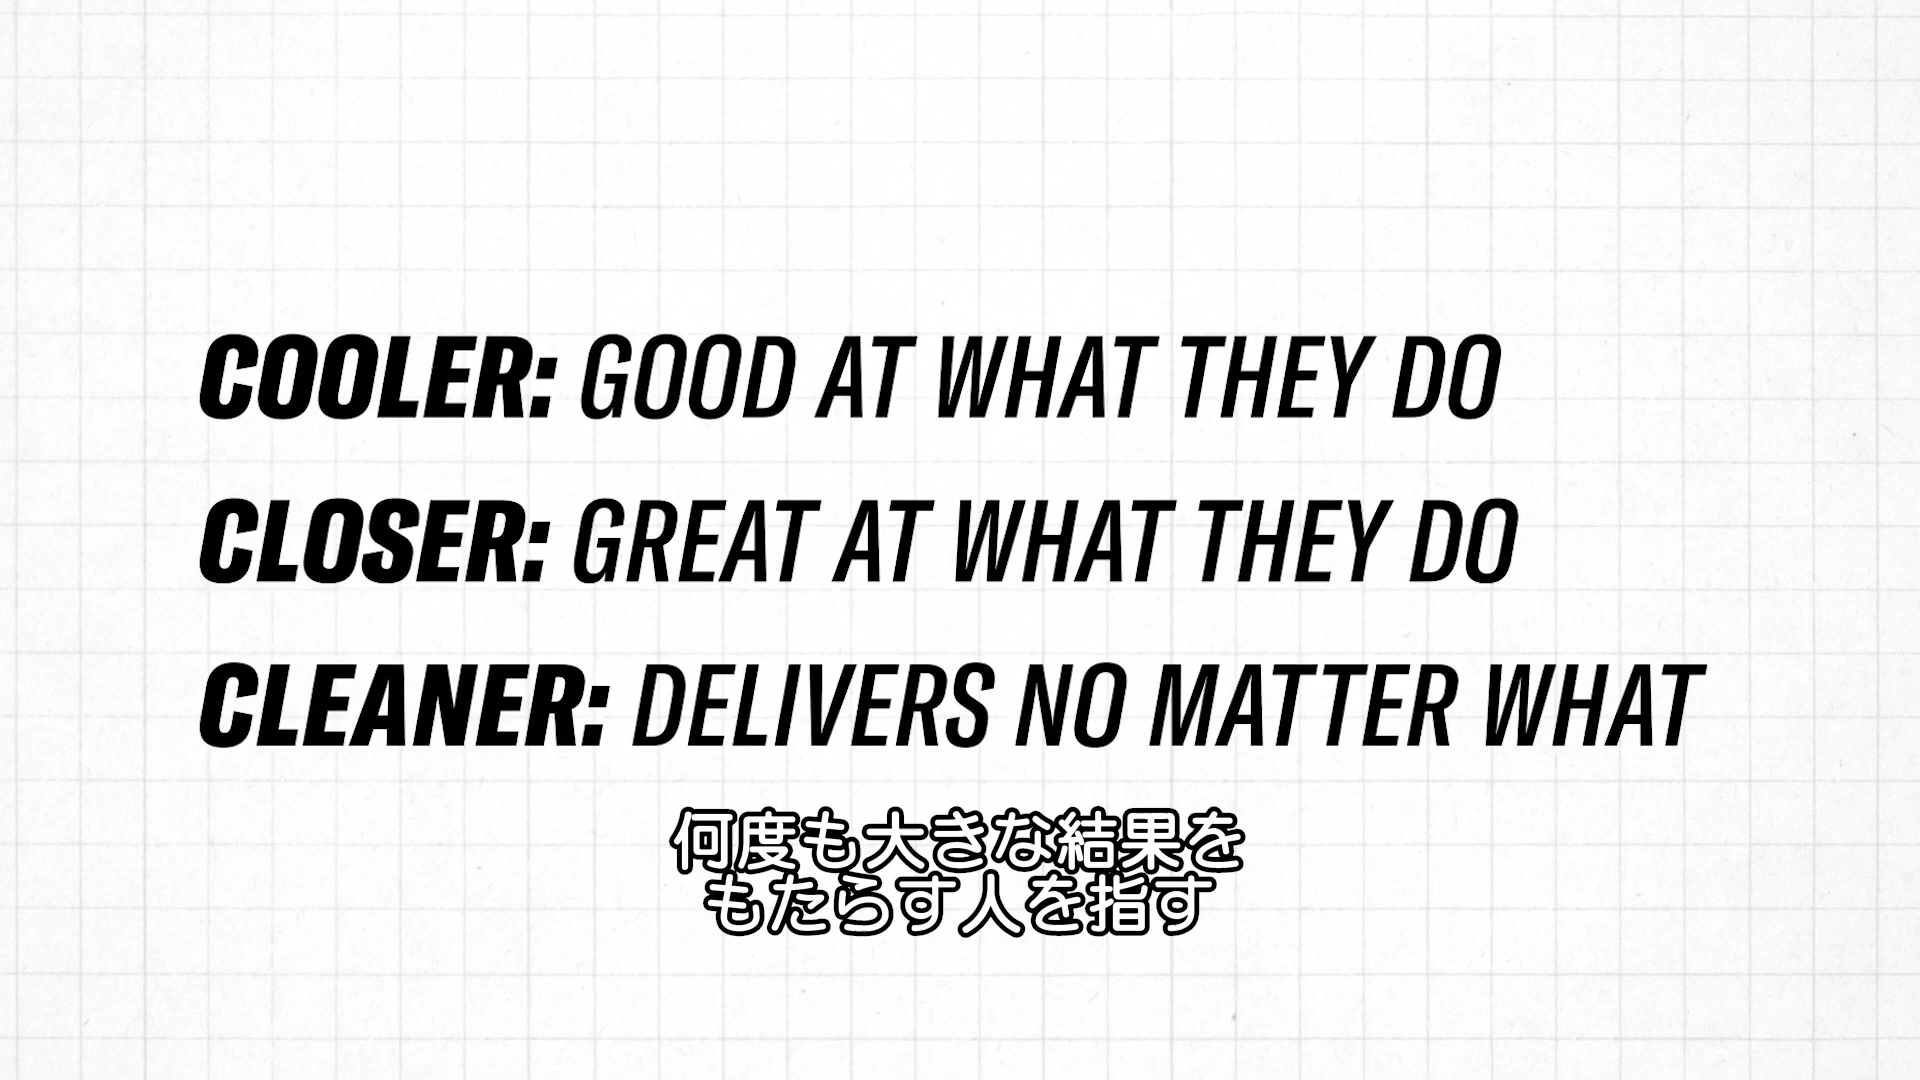 COOLER: GOOD AT WHAT THEY DO
CLOSER: GREAT AT WHAT THEY DO
CLEANER: DELIVERS NO MATTER WHAT
何度も大きな結果を
もたらす人を指す